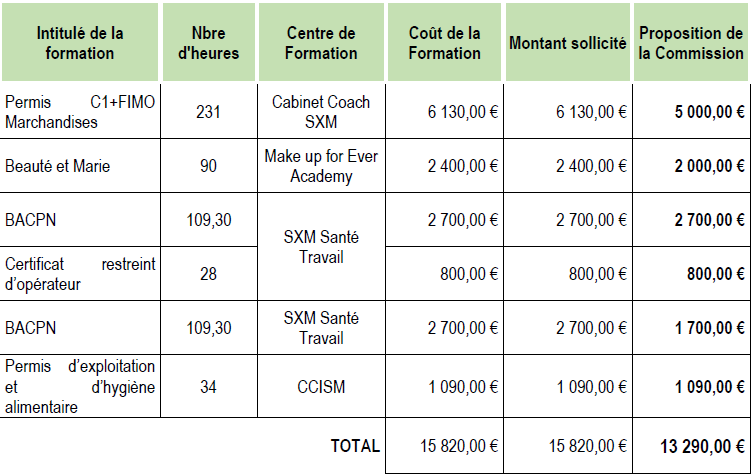 Intitulé de la formation
Nbre d'heures
Centre de Formation
Coût de la Formation
Montant sollicité
Proposition de la Commission
Permis C1+FIMO Marchandises
231
Cabinet Coach SXM
6 130,00 €
6 130,00 €
5 000,00 €
Beauté et Marie
90
Make up for Ever Academy
2 400,00 €
2 400,00 €
2 000,00 €
BACPN
109,30
SXM Santé Travail
2 700,00 €
2 700,00 €
2 700,00 €
Certificat restreint d'opérateur
28
800,00 €
800,00 €
800,00 €
BACPN
109,30
SXM Santé Travail
2 700,00 €
2 700,00 €
1 700,00 €
Permis d'exploitation et d'hygiène alimentaire
34
CCISM
1 090,00 €
1 090,00 €
1 090,00 €
TOTAL
15 820,00 €
15 820,00 €
13 290,00 €